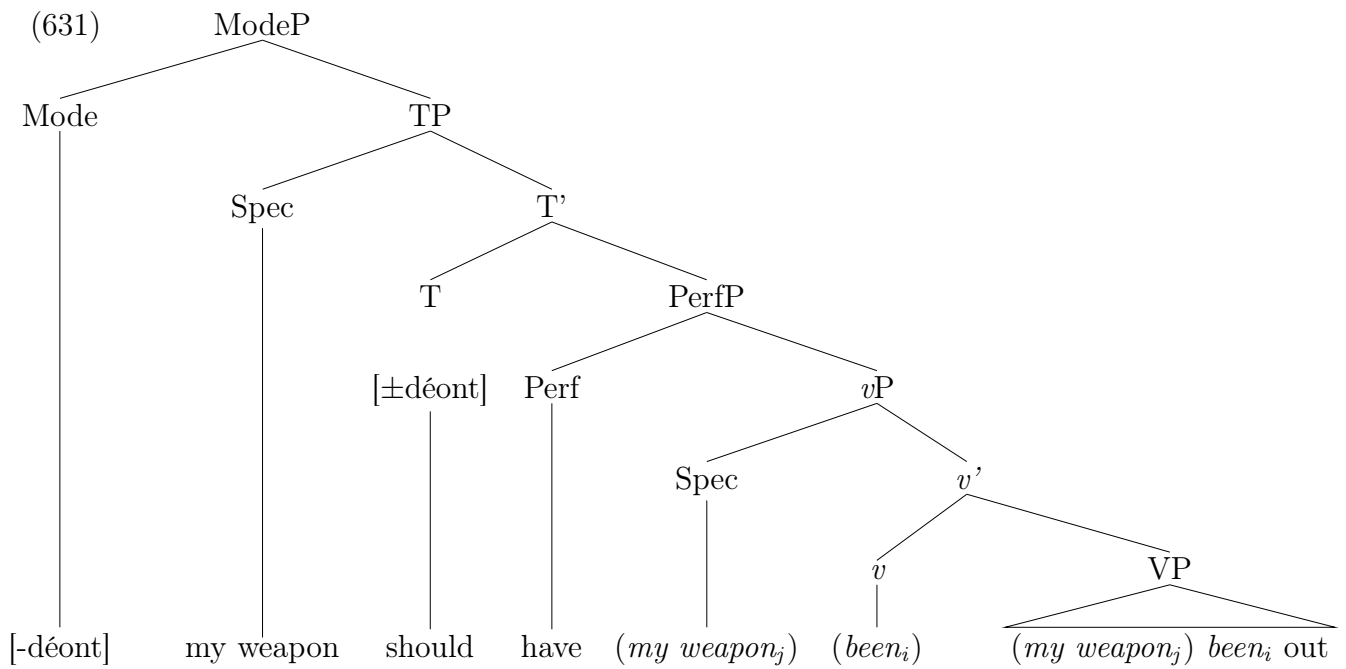 (631) ModeP
Mode TP
Spec T'
T PerfP
[±déont] Perf vP
Spec v'
v VP
[-déont] my weapon should have (my weaponⱼ) (beenᵢ) (my weaponⱼ) beenᵢ out